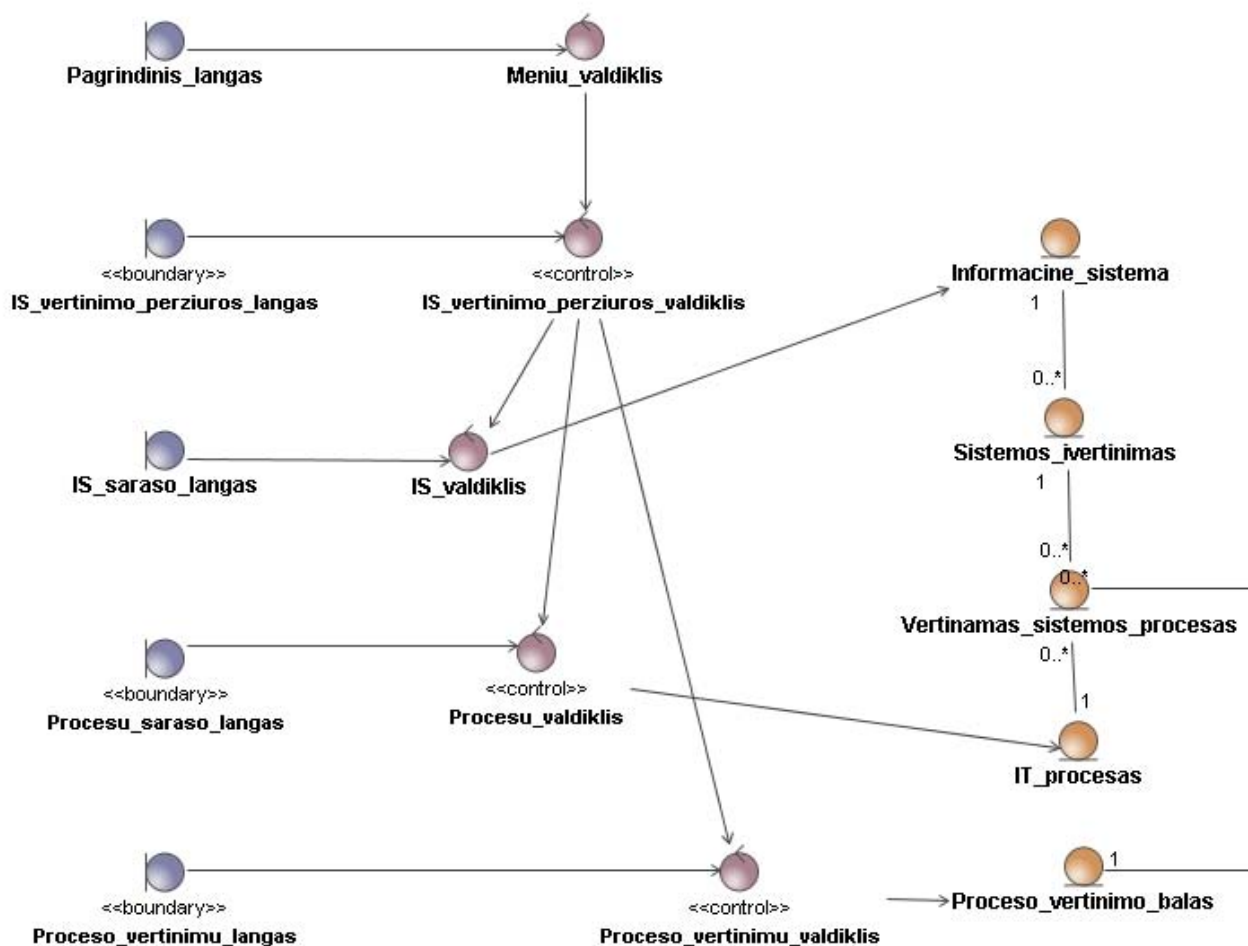 Pagrindinis_langas
Meniu_valdiklis
<<boundary>>
IS_vertinimo_perziuros_langas
<<control>>
IS_vertinimo_perziuros_valdiklis
Informacine_sistema
1
0..*
IS_saraso_langas
IS_valdiklis
Sistemos_ivertinimas
1
0..*
0..*
Vertinamas_sistemos_procesas
0..*
<<boundary>>
Procesu_saraso_langas
<<control>>
Procesu_valdiklis
1
IT_procesas
1
Proceso_vertinimo_balas
<<boundary>>
Proceso_vertinimu_langas
<<control>>
Proceso_vertinimu_valdiklis